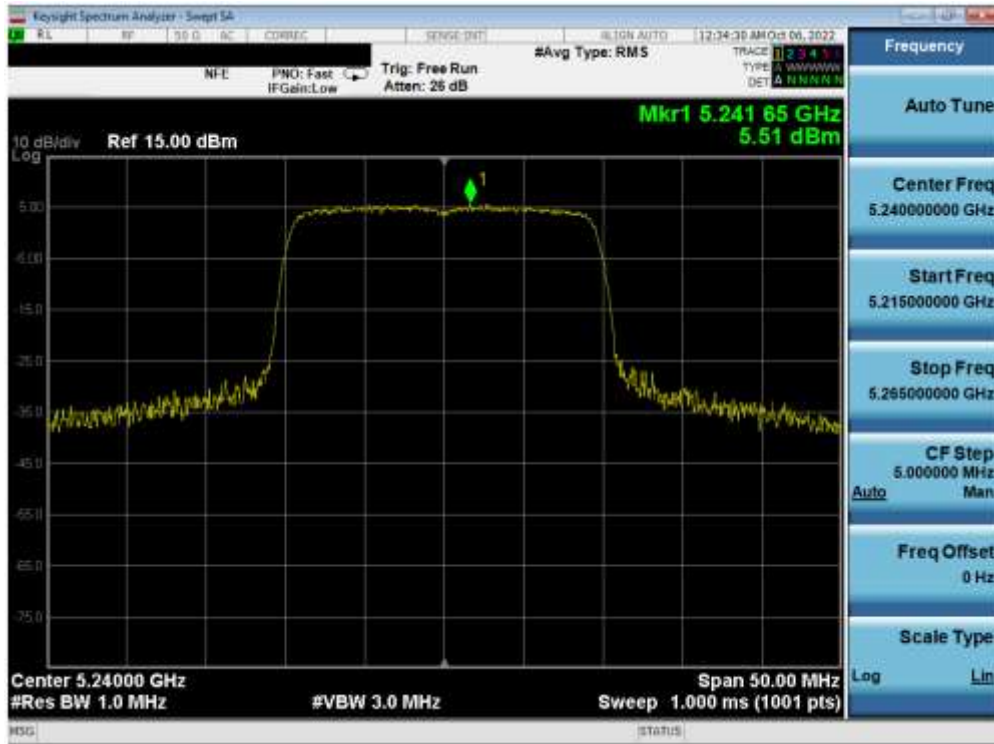 Keysight Spectrum Analyzer - Swept SA
RL RF 50 Ω AC CORREC SENSE:INT ALIGN AUTO 12:34:30 AM Oct 06, 2022
#Avg Type: RMS
TRACE 1 2 3 4 5 6
TYPE A WWWWW
DET A N N N N N
NFE PNO: Fast Trig: Free Run
IFGain:Low Atten: 26 dB
Mkr1 5.241 65 GHz
5.51 dBm
10 dB/div Ref 15.00 dBm
Log
1
5.00
-5.00
-15.0
-25.0
-35.0
-45.0
-55.0
-65.0
-75.0
Center 5.24000 GHz Span 50.00 MHz
#Res BW 1.0 MHz #VBW 3.0 MHz Sweep 1.000 ms (1001 pts)
MSG STATUS
Frequency
Auto Tune
Center Freq
5.240000000 GHz
Start Freq
5.215000000 GHz
Stop Freq
5.265000000 GHz
CF Step
5.000000 MHz
Auto Man
Freq Offset
0 Hz
Scale Type
Log Lin